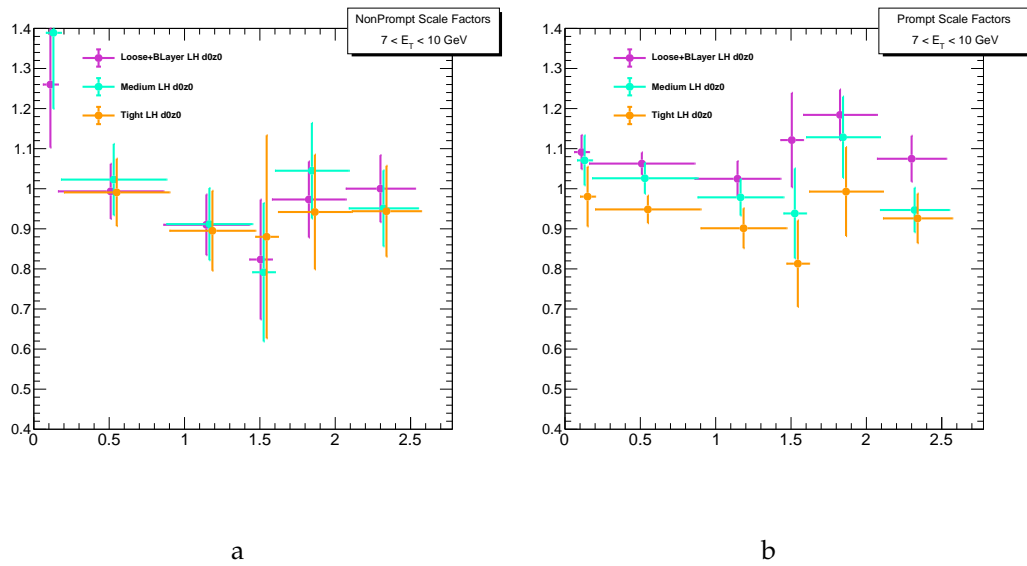 NonPrompt Scale Factors
7 < E_T < 10 GeV
Loose+BLayer LH d0z0
Medium LH d0z0
Tight LH d0z0
1.4
1.3
1.2
1.1
1
0.9
0.8
0.7
0.6
0.5
0.4
0 0.5 1 1.5 2 2.5
a
Prompt Scale Factors
7 < E_T < 10 GeV
Loose+BLayer LH d0z0
Medium LH d0z0
Tight LH d0z0
1.4
1.3
1.2
1.1
1
0.9
0.8
0.7
0.6
0.5
0.4
0 0.5 1 1.5 2 2.5
b